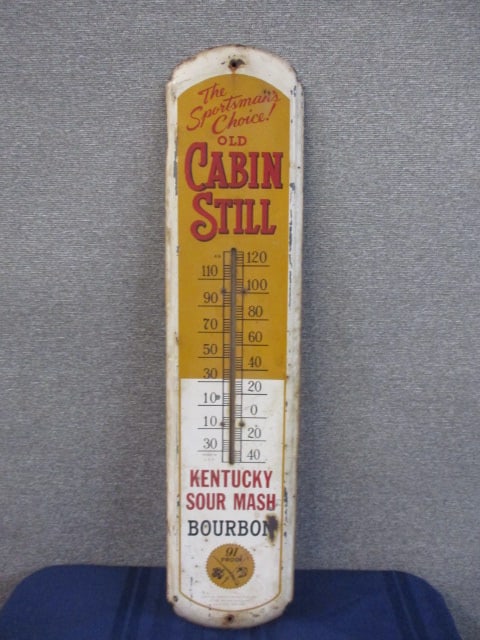 The
Sportsman's
Choice!
OLD
CABIN
STILL
120
110
100
90
80
70
60
50
40
30
20
10
0
10
20
30
40
KENTUCKY
SOUR MASH
BOURBON
91
PROOF